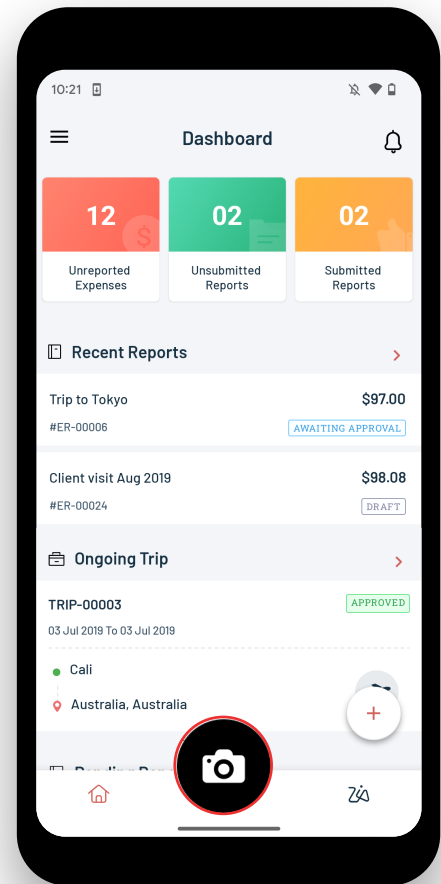 10:21
Dashboard
12
02
02
Unreported
Expenses
Unsubmitted
Reports
Submitted
Reports
Recent Reports
Trip to Tokyo
$97.00
#ER-00006
AWAITING APPROVAL
Client visit Aug 2019
$98.08
#ER-00024
DRAFT
Ongoing Trip
TRIP-00003
APPROVED
03 Jul 2019 To 03 Jul 2019
Cali
Australia, Australia